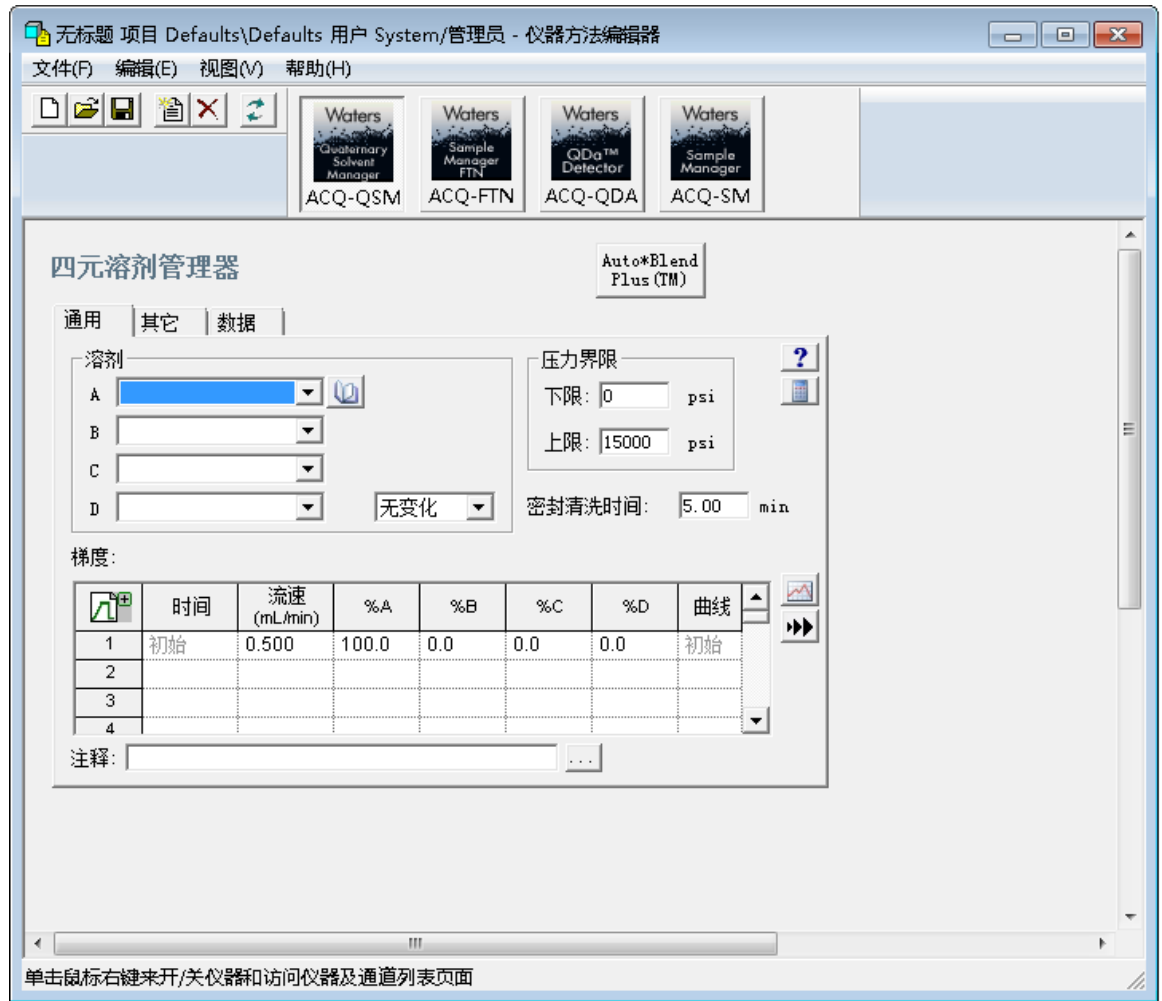 无标题 项目 Defaults\Defaults 用户 System/管理员 - 仪器方法编辑器
文件(F) 编辑(E) 视图(V) 帮助(H)
Waters
Quaternary
Solvent
Manager
ACQ-QSM
Waters
Sample
Manager
FTN
ACQ-FTN
Waters
QDa™
Detector
ACQ-QDA
Waters
Sample
Manager
ACQ-SM
四元溶剂管理器
Auto*Blend
Plus(TM)
通用 其它 数据
溶剂
A
B
C
D 无变化
压力界限
下限: 0 psi
上限: 15000 psi
?
密封清洗时间: 5.00 min
梯度:
时间 流速 (mL/min) %A %B %C %D 曲线
1 初始 0.500 100.0 0.0 0.0 0.0 初始
2
3
4
注释: ...
单击鼠标右键来开/关仪器和访问仪器及通道列表页面